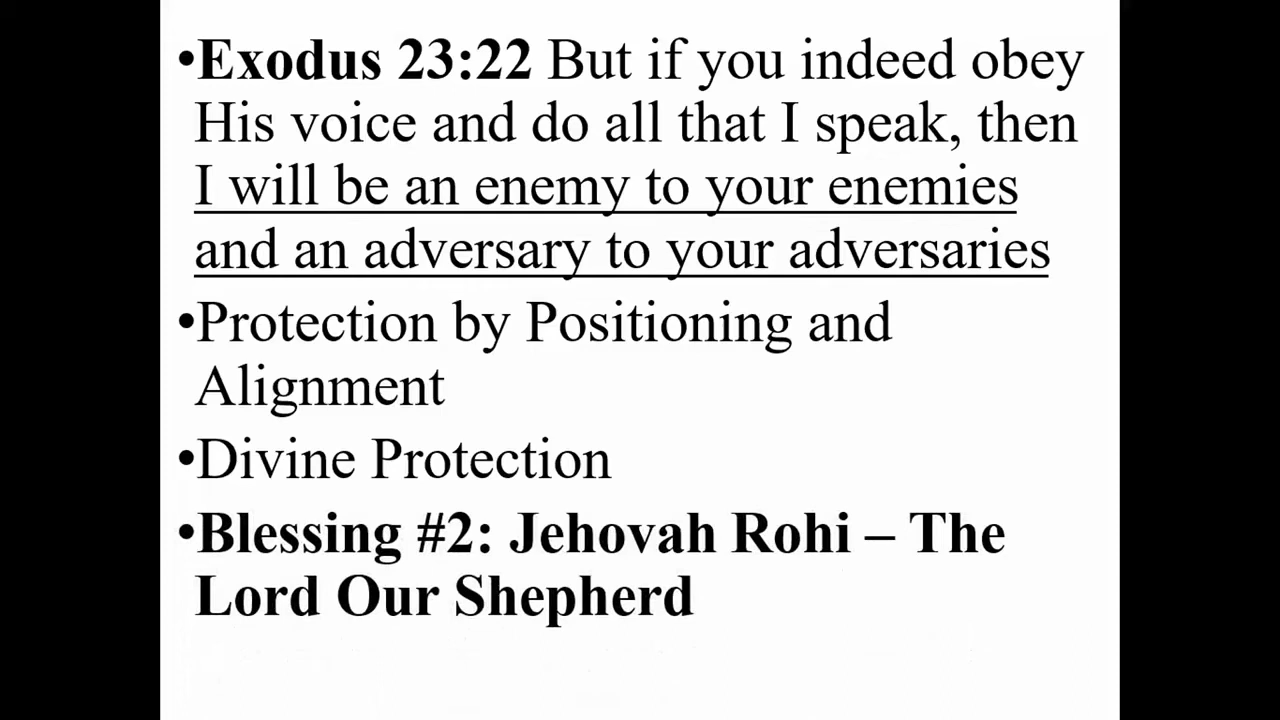 •Exodus 23:22 But if you indeed obey
His voice and do all that I speak, then
I will be an enemy to your enemies
and an adversary to your adversaries
•Protection by Positioning and
Alignment
•Divine Protection
•Blessing #2: Jehovah Rohi – The
Lord Our Shepherd